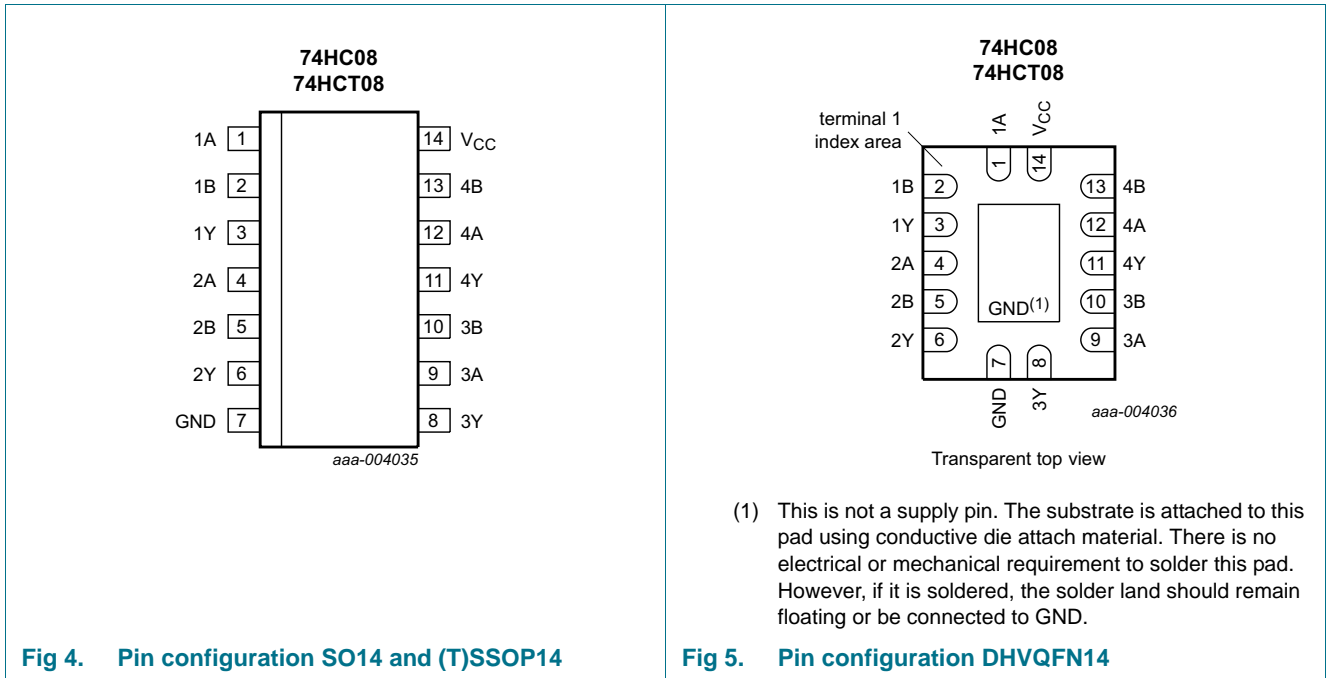 74HC08
74HCT08
1A 1
14 VCC
1B 2
13 4B
1Y 3
12 4A
2A 4
11 4Y
2B 5
10 3B
2Y 6
9 3A
GND 7
8 3Y
aaa-004035
Fig 4. Pin configuration SO14 and (T)SSOP14
74HC08
74HCT08
terminal 1
index area
1A
VCC
1
14
1B 2
13 4B
1Y 3
12 4A
2A 4
11 4Y
2B 5
10 3B
GND(1)
2Y 6
9 3A
7
8
GND
3Y
aaa-004036
Transparent top view
(1) This is not a supply pin. The substrate is attached to this
pad using conductive die attach material. There is no
electrical or mechanical requirement to solder this pad.
However, if it is soldered, the solder land should remain
floating or be connected to GND.
Fig 5. Pin configuration DHVQFN14